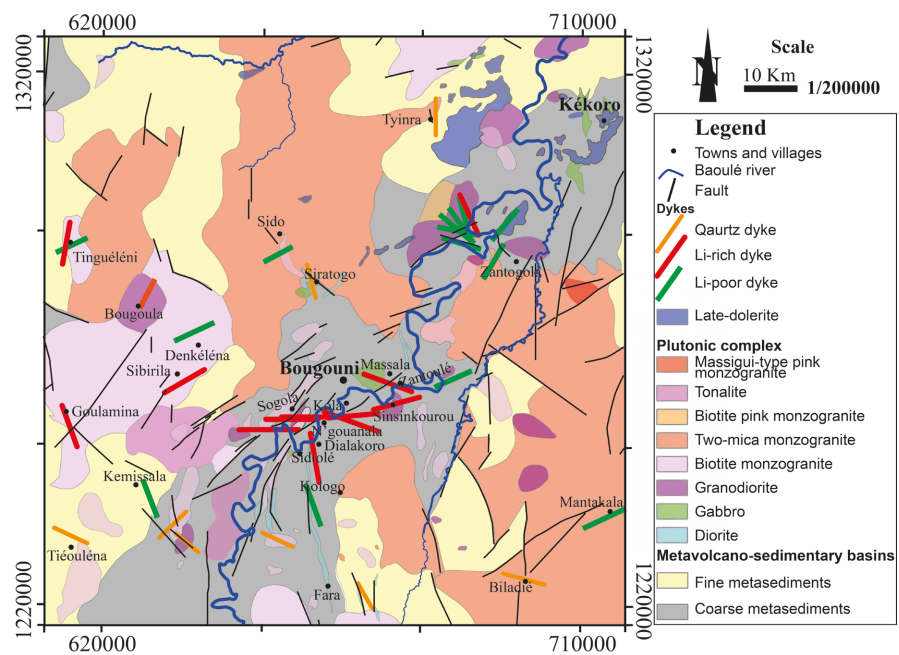 620000
710000
1320000
1320000
Scale
N
10 Km
1/200000
Kékoro
Tyinra
Sido
Tinguéléni
Siratogo
Zantogola
Bougoula
Denkéléna
Sibirila
Bougouni
Massala
Zantoulé
Goulamina
Sogola
Kola
Sinsinkourou
N'gouanala
Dialakoro
Sidiolé
Kemissala
Kologo
Mantakala
Tiéouléna
Fara
Biladié
1220000
1220000
620000
710000
Legend
Towns and villages
Baoulé river
Fault
Dykes
Qaurtz dyke
Li-rich dyke
Li-poor dyke
Late-dolerite
Plutonic complex
Massigui-type pink
monzogranite
Tonalite
Biotite pink monzogranite
Two-mica monzogranite
Biotite monzogranite
Granodiorite
Gabbro
Diorite
Metavolcano-sedimentary basins
Fine metasediments
Coarse metasediments